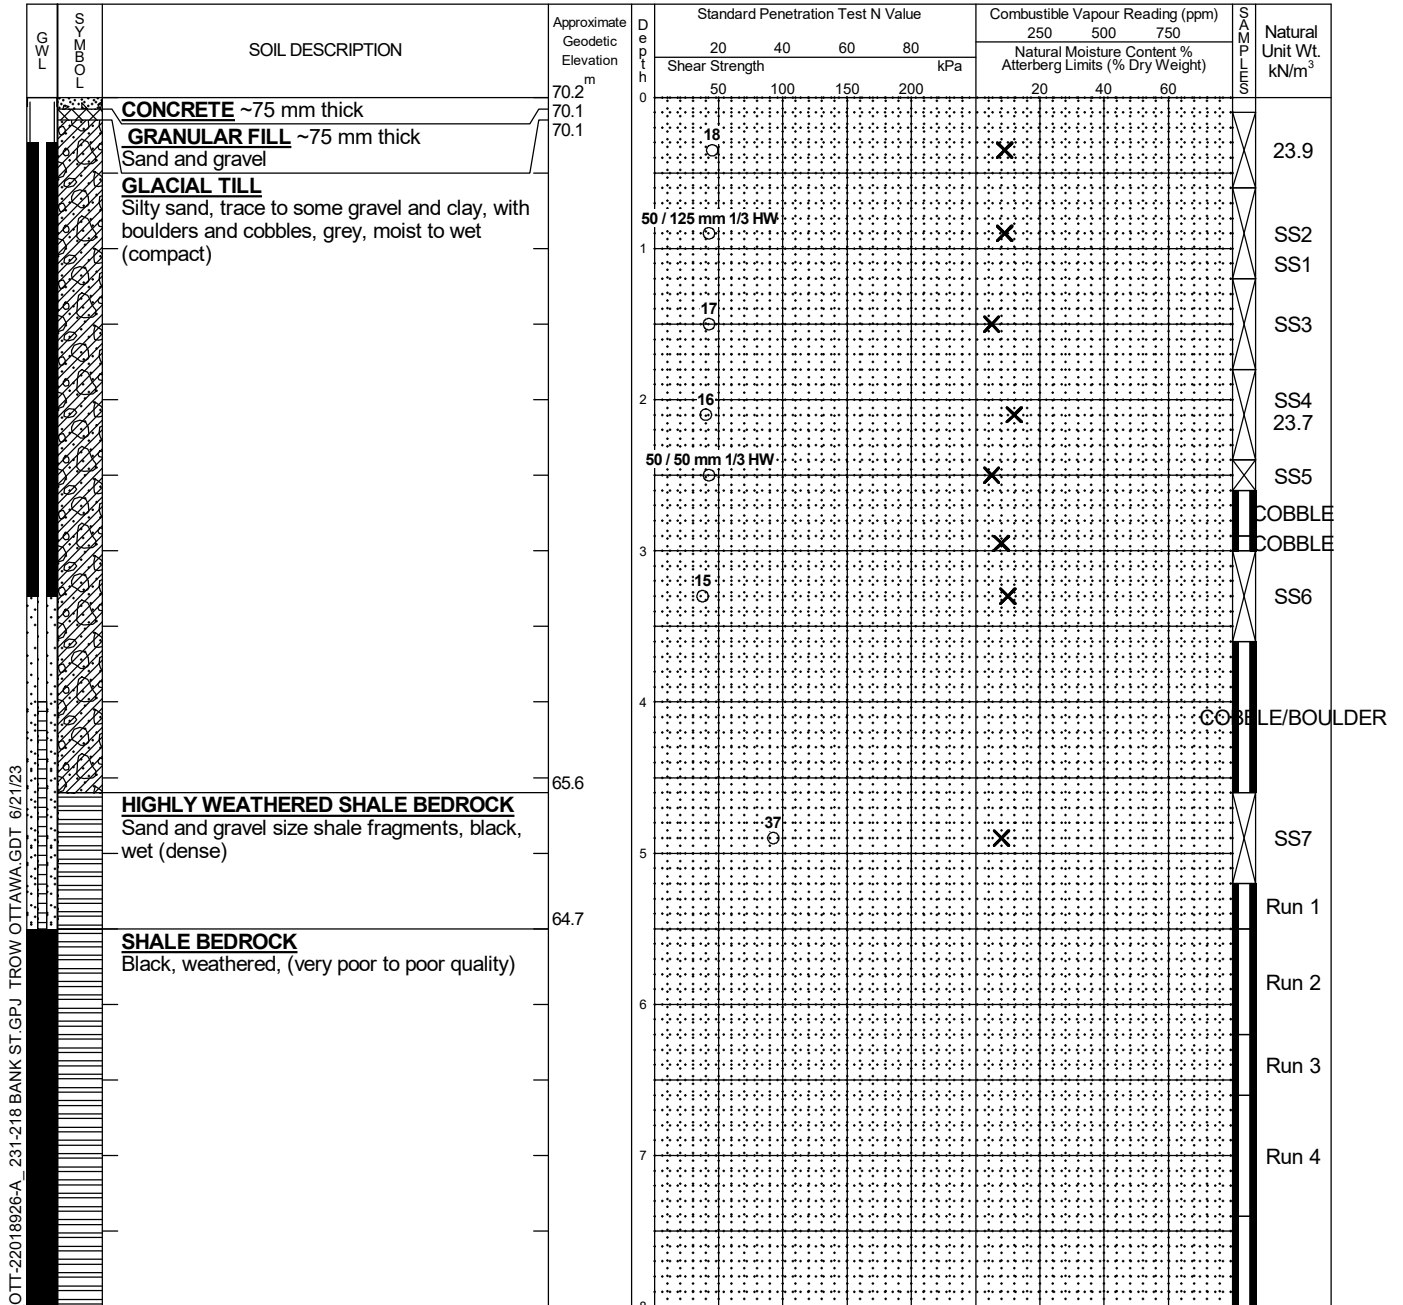 GWL
SYMBOL
SOIL DESCRIPTION
Approximate
Geodetic
Elevation
m
70.2
Depth
Standard Penetration Test N Value
20 40 60 80
Shear Strength kPa
50 100 150 200
Combustible Vapour Reading (ppm)
250 500 750
Natural Moisture Content %
Atterberg Limits (% Dry Weight)
20 40 60
SAMPLES
Natural
Unit Wt.
kN/m³
0
CONCRETE ~75 mm thick
70.1
GRANULAR FILL ~75 mm thick
70.1
Sand and gravel
18
23.9
GLACIAL TILL
Silty sand, trace to some gravel and clay, with
boulders and cobbles, grey, moist to wet
(compact)
50 / 125 mm 1/3 HW
SS2
1
SS1
17
SS3
2
16
SS4
23.7
50 / 50 mm 1/3 HW
SS5
COBBLE
3
COBBLE
15
SS6
4
COBBLE/BOULDER
65.6
HIGHLY WEATHERED SHALE BEDROCK
Sand and gravel size shale fragments, black,
wet (dense)
37
SS7
5
Run 1
64.7
SHALE BEDROCK
Black, weathered, (very poor to poor quality)
Run 2
6
Run 3
7
Run 4
8
OTT-22018926-A_ 231-218 BANK ST.GPJ TROW OTTAWA.GDT 6/21/23